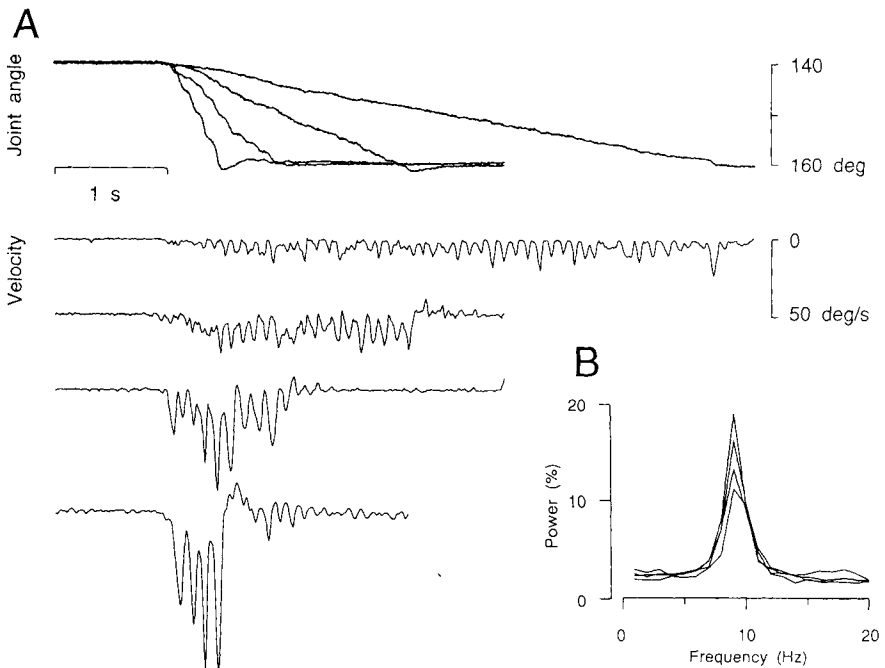 A
Joint angle
140
160 deg
1 s
Velocity
0
50 deg/s
B
Power (%)
20
10
0
0
10
20
Frequency (Hz)